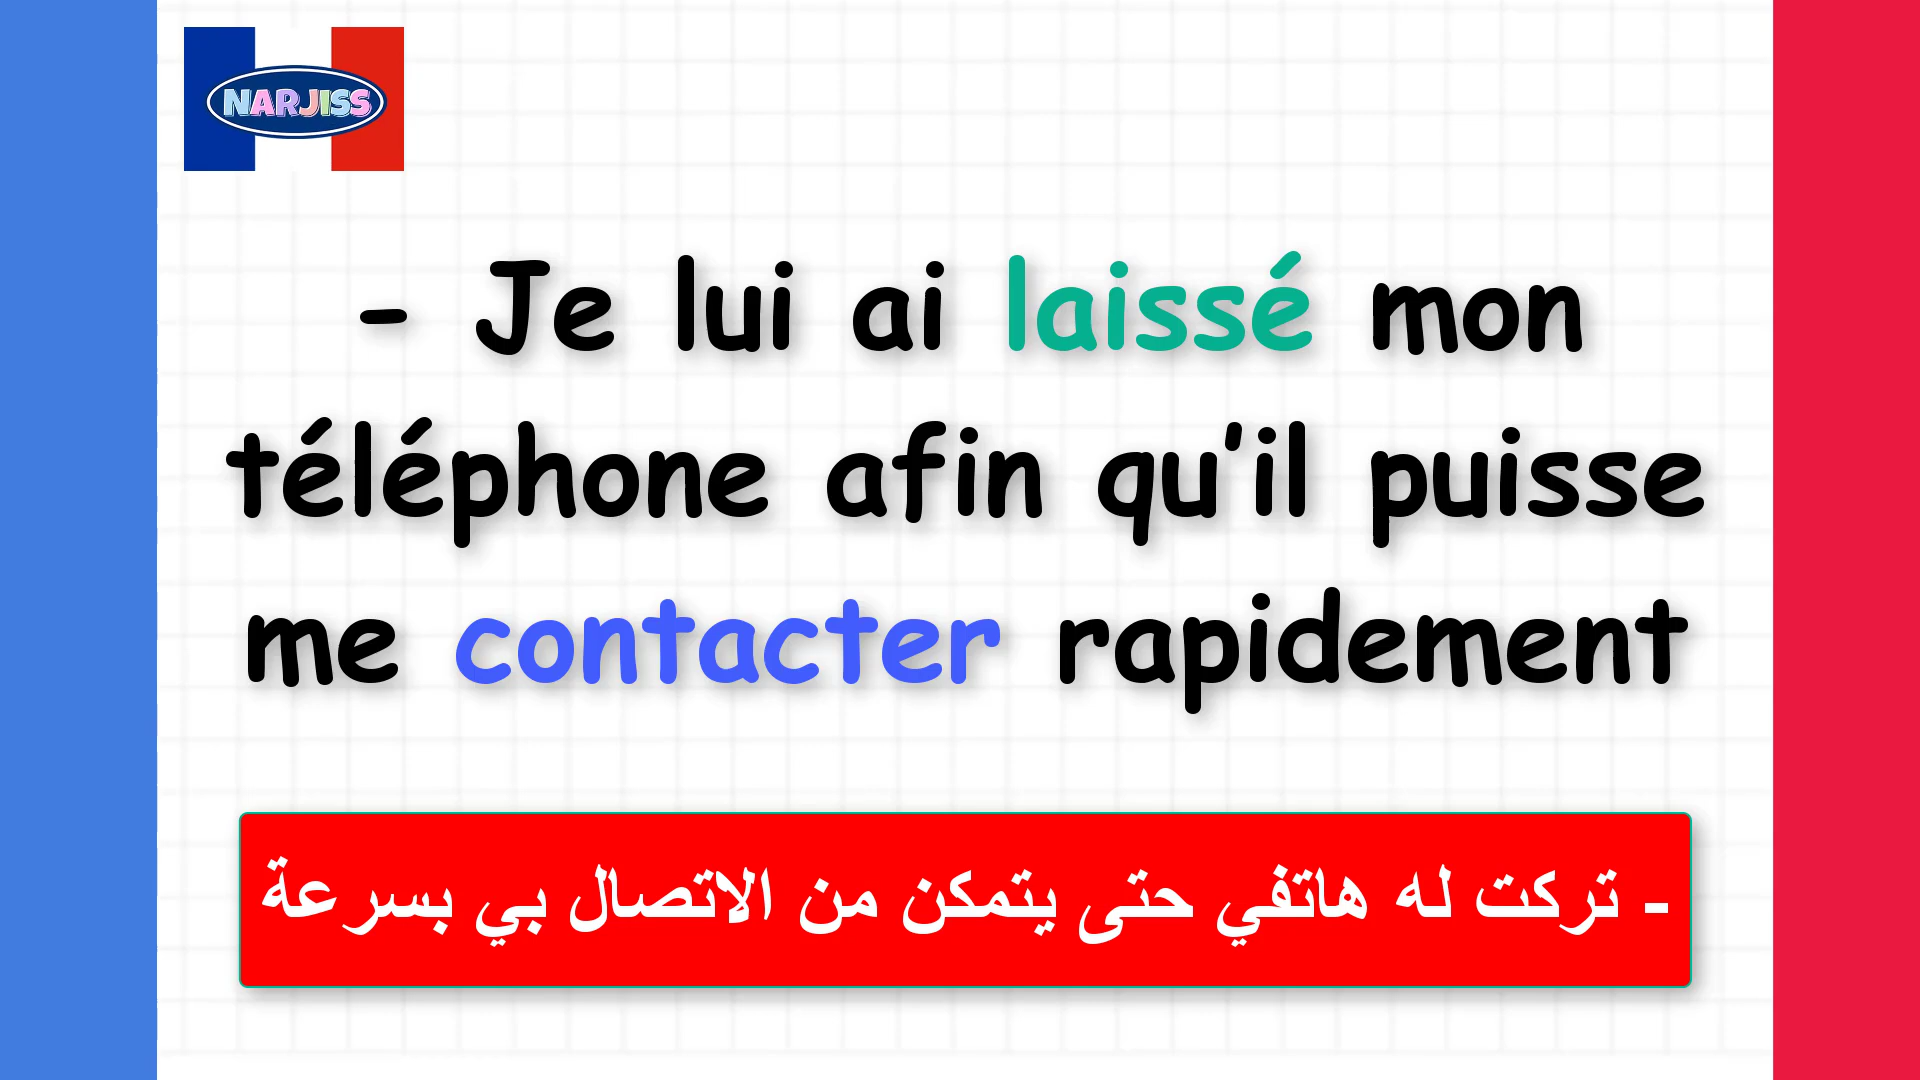 NARJISS
- Je lui ai laissé mon
téléphone afin qu’il puisse
me contacter rapidement
- تركت له هاتفي حتى يتمكن من الاتصال بي بسرعة